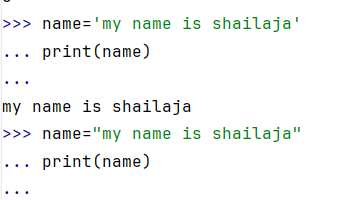 >>> name='my name is shailaja'
... print(name)
...
my name is shailaja
>>> name="my name is shailaja"
... print(name)
...